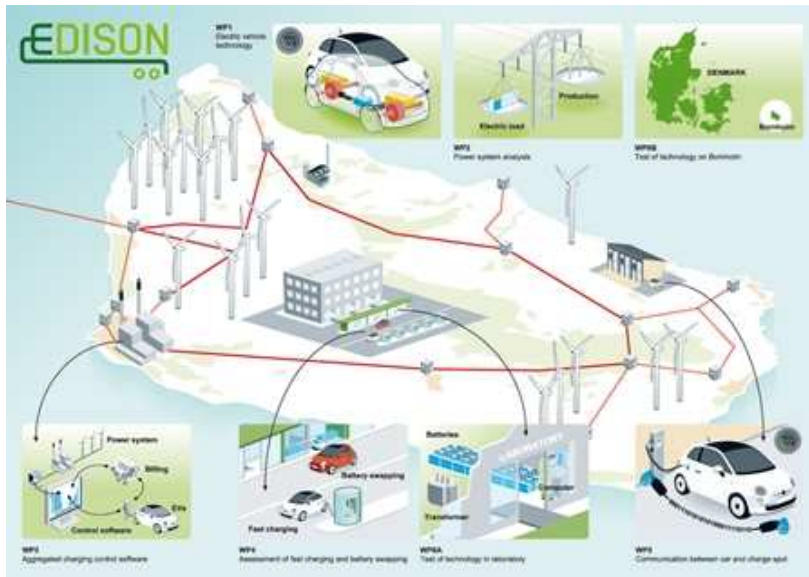 EDISON
WP1
Electric vehicle
technology
Electric load
Production
WP2
Power system analysis
DENMARK
Bornholm
WP6B
Test of technology on Bornholm
Power system
Billing
EVs
Control software
WP3
Aggregated charging control software
Battery swapping
Fast charging
WP4
Assessment of fast charging and battery swapping
Batteries
LABORATORY
Computer
Transformer
WP6A
Test of technology in laboratory
WP5
Communication between car and charge spot